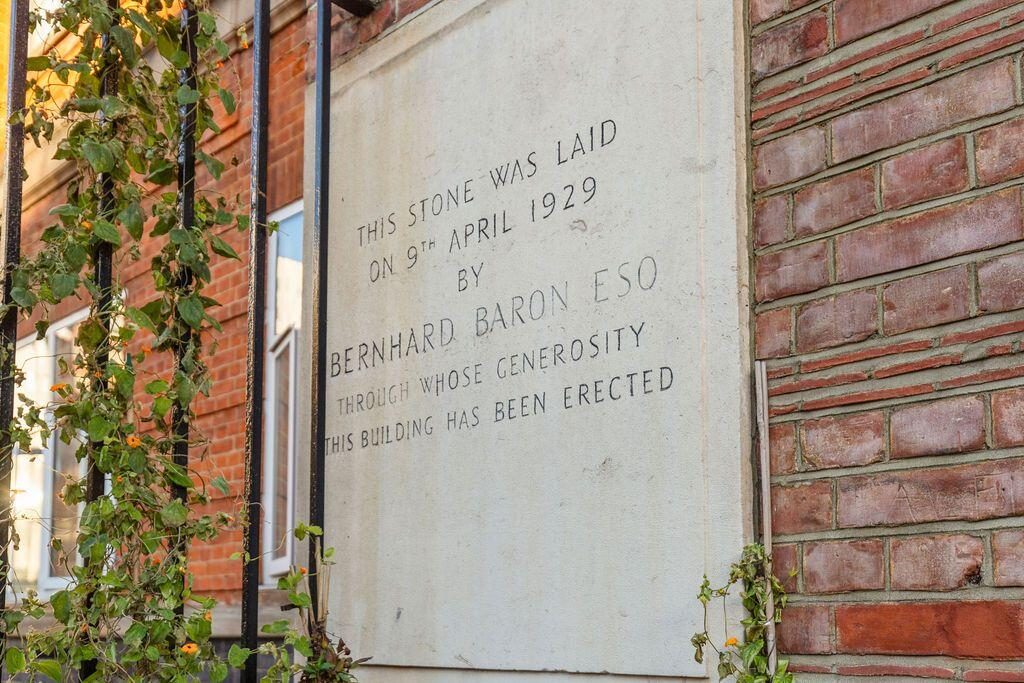 THIS STONE WAS LAID
ON 9TH APRIL 1929
BY
BERNHARD BARON ESQ
THROUGH WHOSE GENEROSITY
THIS BUILDING HAS BEEN ERECTED